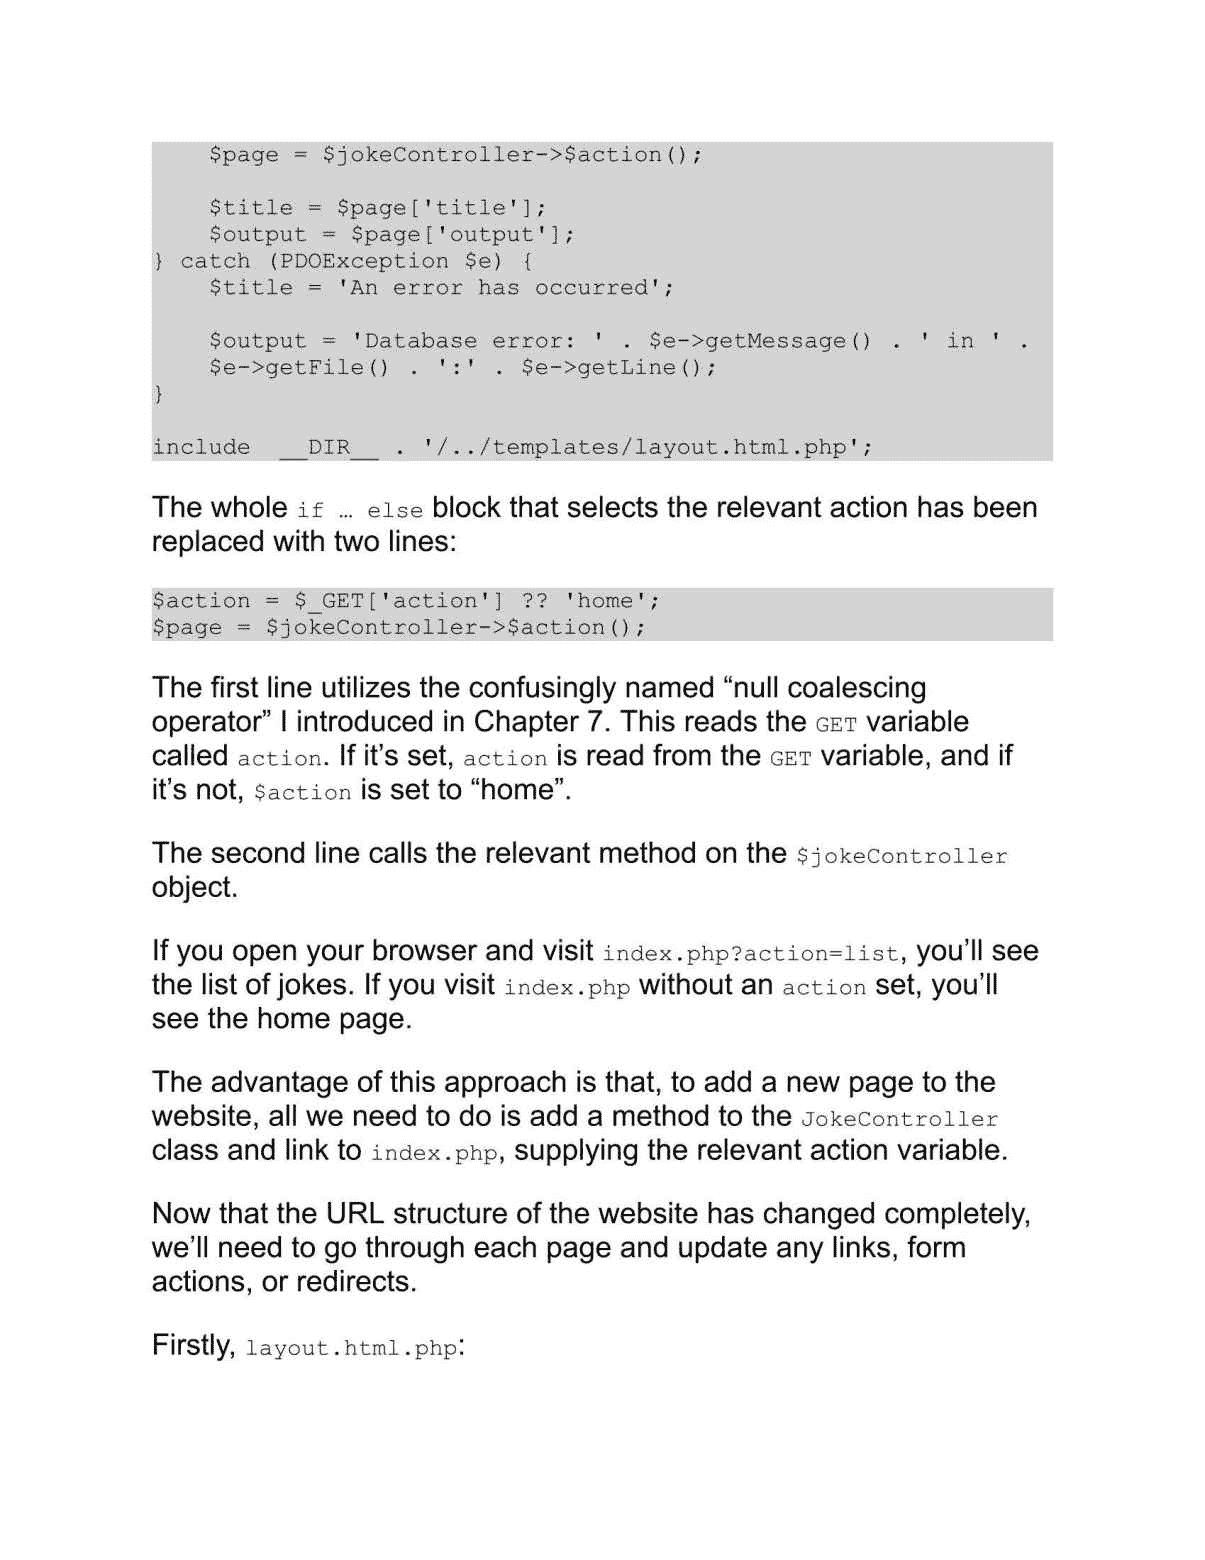 $page = $jokeController->$action();
$title = $page['title'];
$output = $page['output'];
} catch (PDOException $e) {
$title = 'An error has occurred';
$output = 'Database error: ' . $e->getMessage() . ' in ' .
$e->getFile() . ':' . $e->getLine();
}
include  __DIR__ . '/../templates/layout.html.php';
The whole if … else block that selects the relevant action has been
replaced with two lines:
$action = $_GET['action'] ?? 'home';
$page = $jokeController->$action();
The first line utilizes the confusingly named “null coalescing
operator” I introduced in Chapter 7. This reads the GET variable
called action. If it’s set, action is read from the GET variable, and if
it’s not, $action is set to “home”.
The second line calls the relevant method on the $jokeController
object.
If you open your browser and visit index.php?action=list, you’ll see
the list of jokes. If you visit index.php without an action set, you’ll
see the home page.
The advantage of this approach is that, to add a new page to the
website, all we need to do is add a method to the JokeController
class and link to index.php, supplying the relevant action variable.
Now that the URL structure of the website has changed completely,
we’ll need to go through each page and update any links, form
actions, or redirects.
Firstly, layout.html.php: